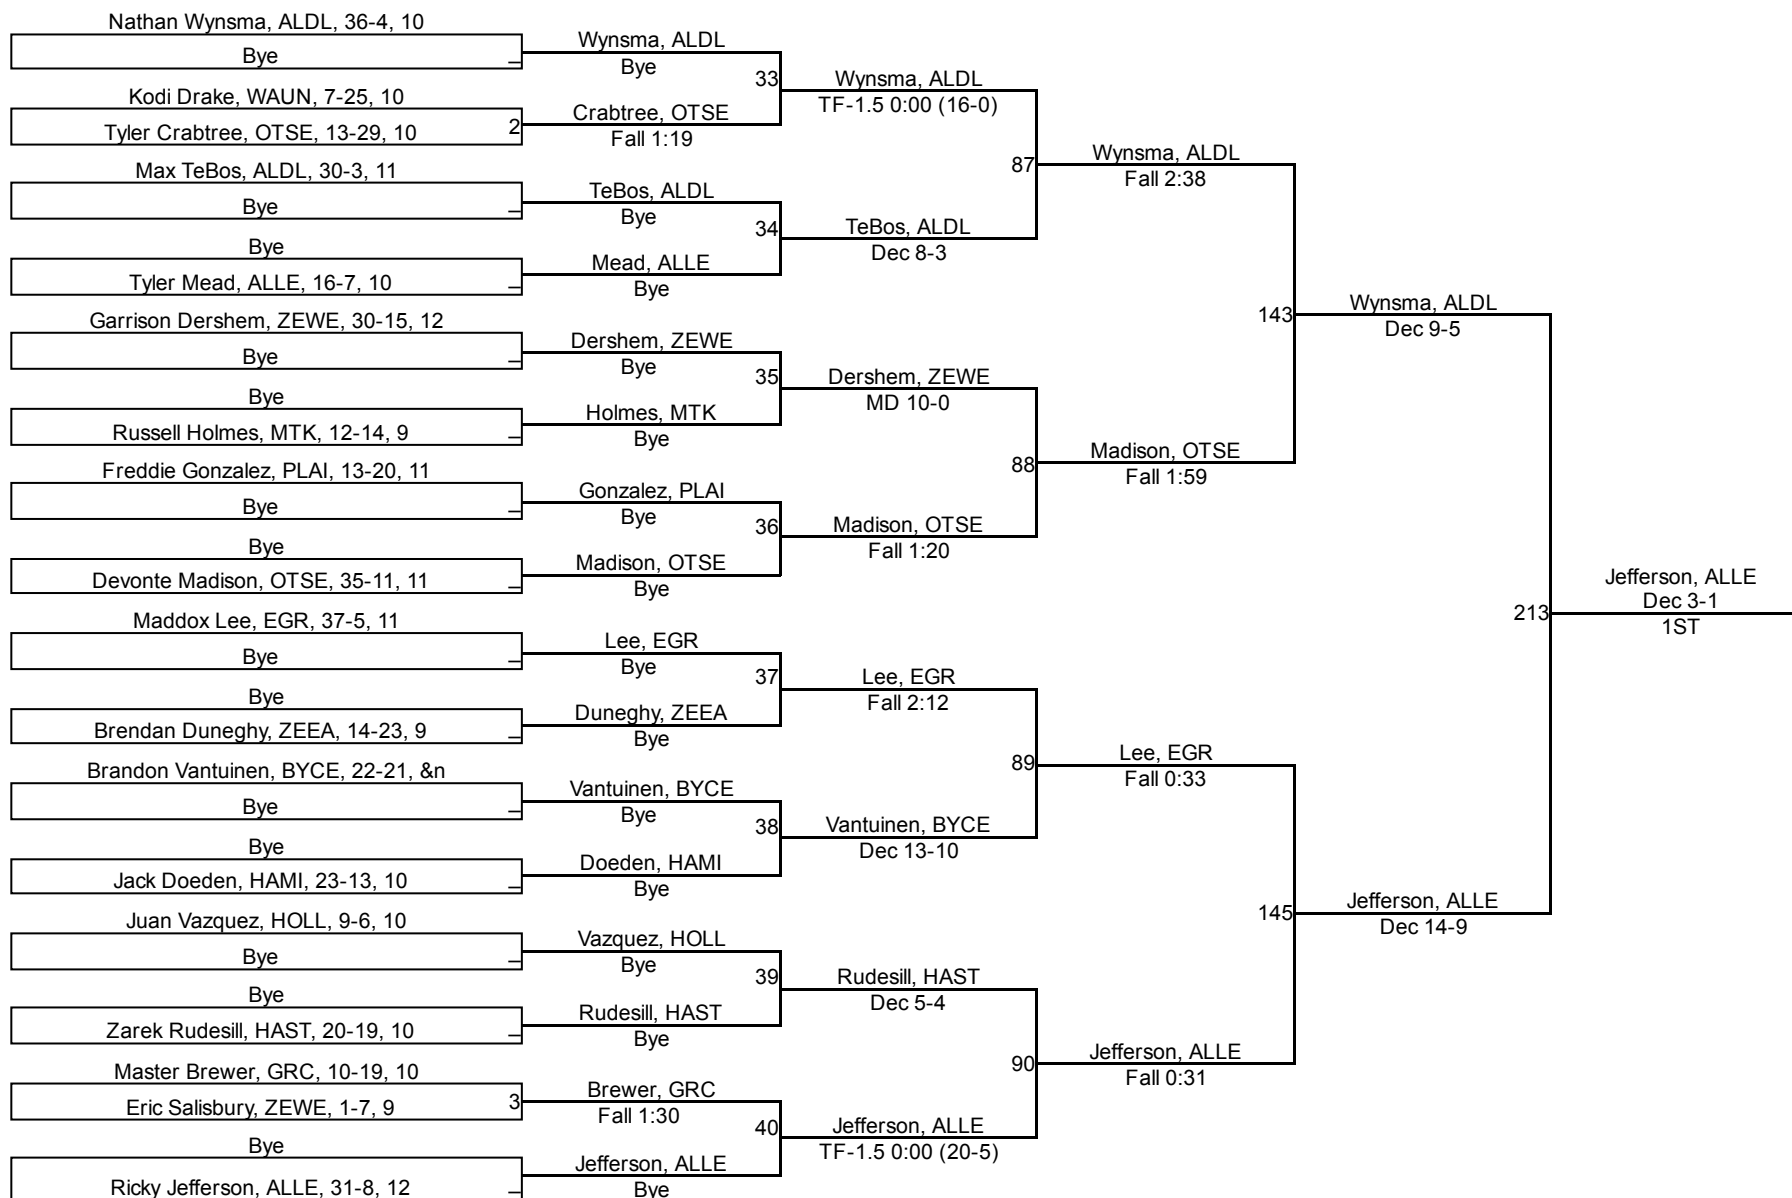 Nathan Wynsma, ALDL, 36-4, 10
Bye
Kodi Drake, WAUN, 7-25, 10
Tyler Crabtree, OTSE, 13-29, 10
2
Max TeBos, ALDL, 30-3, 11
Bye
Bye
Tyler Mead, ALLE, 16-7, 10
Garrison Dershem, ZEWE, 30-15, 12
Bye
Bye
Russell Holmes, MTK, 12-14, 9
Freddie Gonzalez, PLAI, 13-20, 11
Bye
Bye
Devonte Madison, OTSE, 35-11, 11
Maddox Lee, EGR, 37-5, 11
Bye
Bye
Brendan Duneghy, ZEEA, 14-23, 9
Brandon Vantuinen, BYCE, 22-21, &n
Bye
Bye
Jack Doeden, HAMI, 23-13, 10
Juan Vazquez, HOLL, 9-6, 10
Bye
Bye
Zarek Rudesill, HAST, 20-19, 10
Master Brewer, GRC, 10-19, 10
Eric Salisbury, ZEWE, 1-7, 9
3
Bye
Ricky Jefferson, ALLE, 31-8, 12
Wynsma, ALDL
Bye
33
Crabtree, OTSE
Fall 1:19
TeBos, ALDL
Bye
34
Mead, ALLE
Bye
Dershem, ZEWE
Bye
35
Holmes, MTK
Bye
Gonzalez, PLAI
Bye
36
Madison, OTSE
Bye
Lee, EGR
Bye
37
Duneghy, ZEEA
Bye
Vantuinen, BYCE
Bye
38
Doeden, HAMI
Bye
Vazquez, HOLL
Bye
39
Rudesill, HAST
Bye
Brewer, GRC
Fall 1:30
40
Jefferson, ALLE
Bye
Wynsma, ALDL
TF-1.5 0:00 (16-0)
87
TeBos, ALDL
Dec 8-3
Dershem, ZEWE
MD 10-0
88
Madison, OTSE
Fall 1:20
Lee, EGR
Fall 2:12
89
Vantuinen, BYCE
Dec 13-10
Rudesill, HAST
Dec 5-4
90
Jefferson, ALLE
TF-1.5 0:00 (20-5)
Wynsma, ALDL
Fall 2:38
143
Madison, OTSE
Fall 1:59
Lee, EGR
Fall 0:33
145
Jefferson, ALLE
Fall 0:31
Wynsma, ALDL
Dec 9-5
213
Jefferson, ALLE
Dec 14-9
Jefferson, ALLE
Dec 3-1
1ST